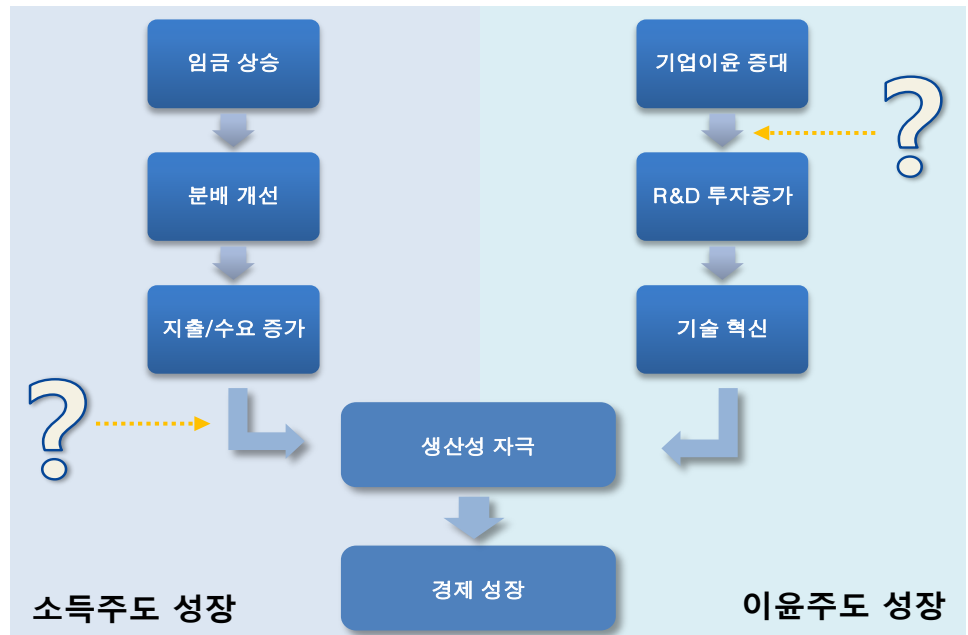 임금 상승
분배 개선
지출/수요 증가
?
소득주도 성장
기업이윤 증대
?
R&D 투자증가
기술 혁신
이윤주도 성장
생산성 자극
경제 성장